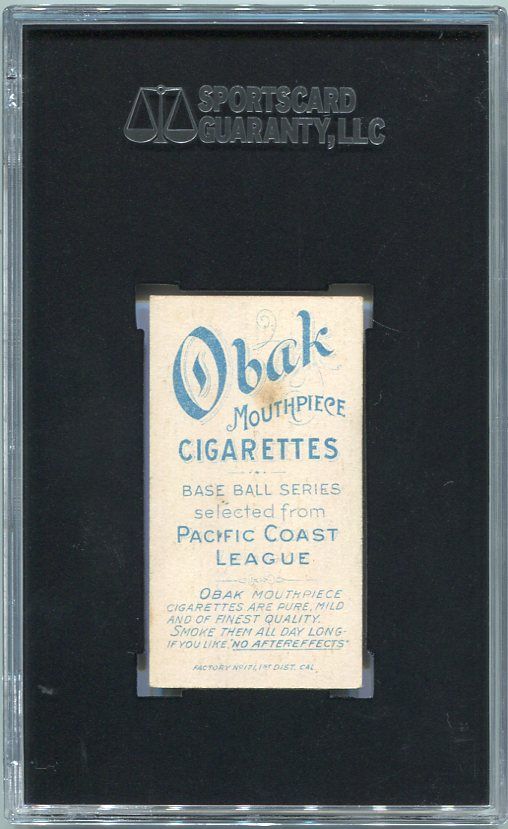 SPORTSCARD
GUARANTY, LLC
Obak
MOUTHPIECE
CIGARETTES
BASE BALL SERIES
selected from
PACIFIC COAST
LEAGUE
OBAK MOUTHPIECE
CIGARETTES ARE PURE, MILD
AND OF FINEST QUALITY.
SMOKE THEM ALL DAY LONG-
IF YOU LIKE "NO AFTEREFFECTS"
FACTORY NO 171, 1ST DIST. CAL.